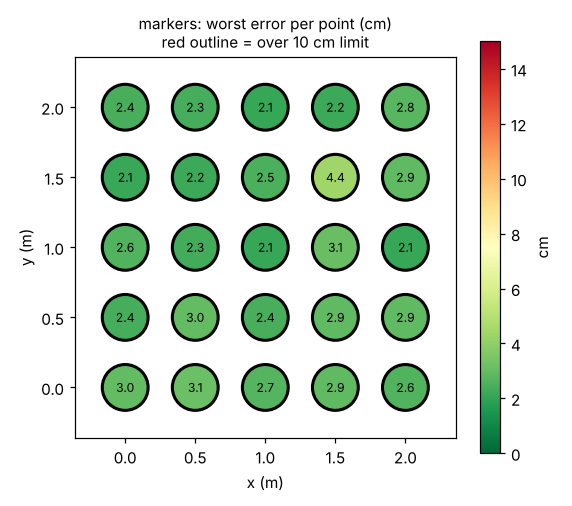 markers: worst error per point (cm)
red outline = over 10 cm limit
2.4 2.3 2.1 2.2 2.8
2.1 2.2 2.5 4.4 2.9
2.6 2.3 2.1 3.1 2.1
2.4 3.0 2.4 2.9 2.9
3.0 3.1 2.7 2.9 2.6
2.0
1.5
1.0
0.5
0.0
y (m)
0.0 0.5 1.0 1.5 2.0
x (m)
14
12
10
8
6
4
2
0
cm